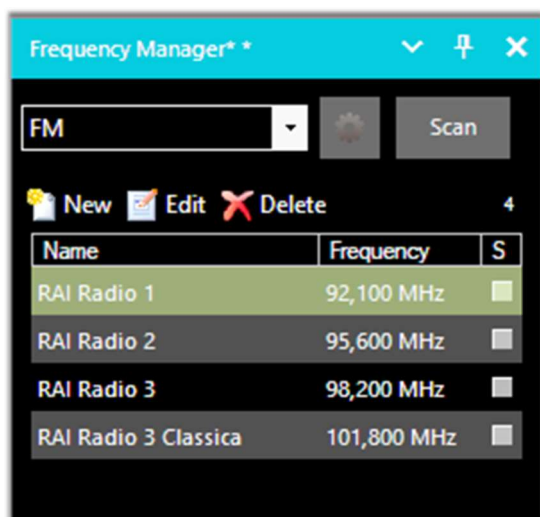 Frequency Manager* *
FM Scan
New Edit Delete 4
Name Frequency S
RAI Radio 1 92,100 MHz
RAI Radio 2 95,600 MHz
RAI Radio 3 98,200 MHz
RAI Radio 3 Classica 101,800 MHz